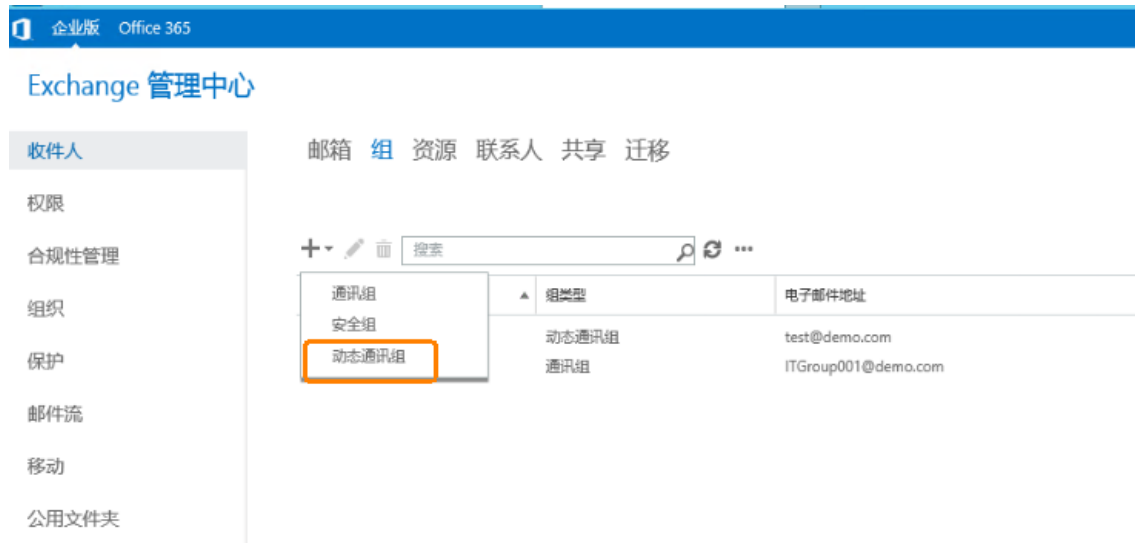 企业版 Office 365
Exchange 管理中心
收件人
权限
合规性管理
组织
保护
邮件流
移动
公用文件夹
邮箱 组 资源 联系人 共享 迁移
搜索
通讯组
安全组
动态通讯组
组类型 电子邮件地址
动态通讯组 test@demo.com
通讯组 ITGroup001@demo.com